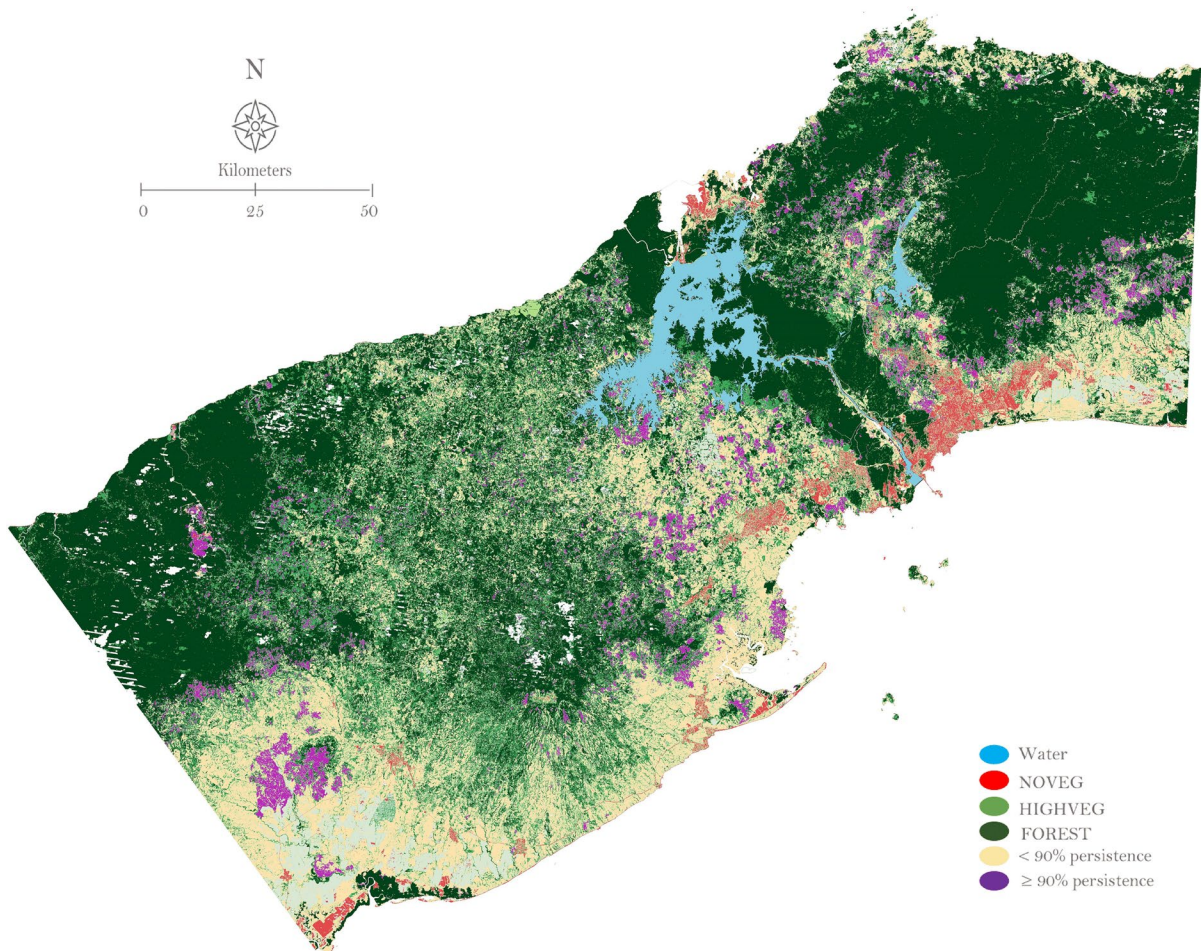 N
Kilometers
0 25 50
Water
NOVEG
HIGHVEG
FOREST
< 90% persistence
≥ 90% persistence